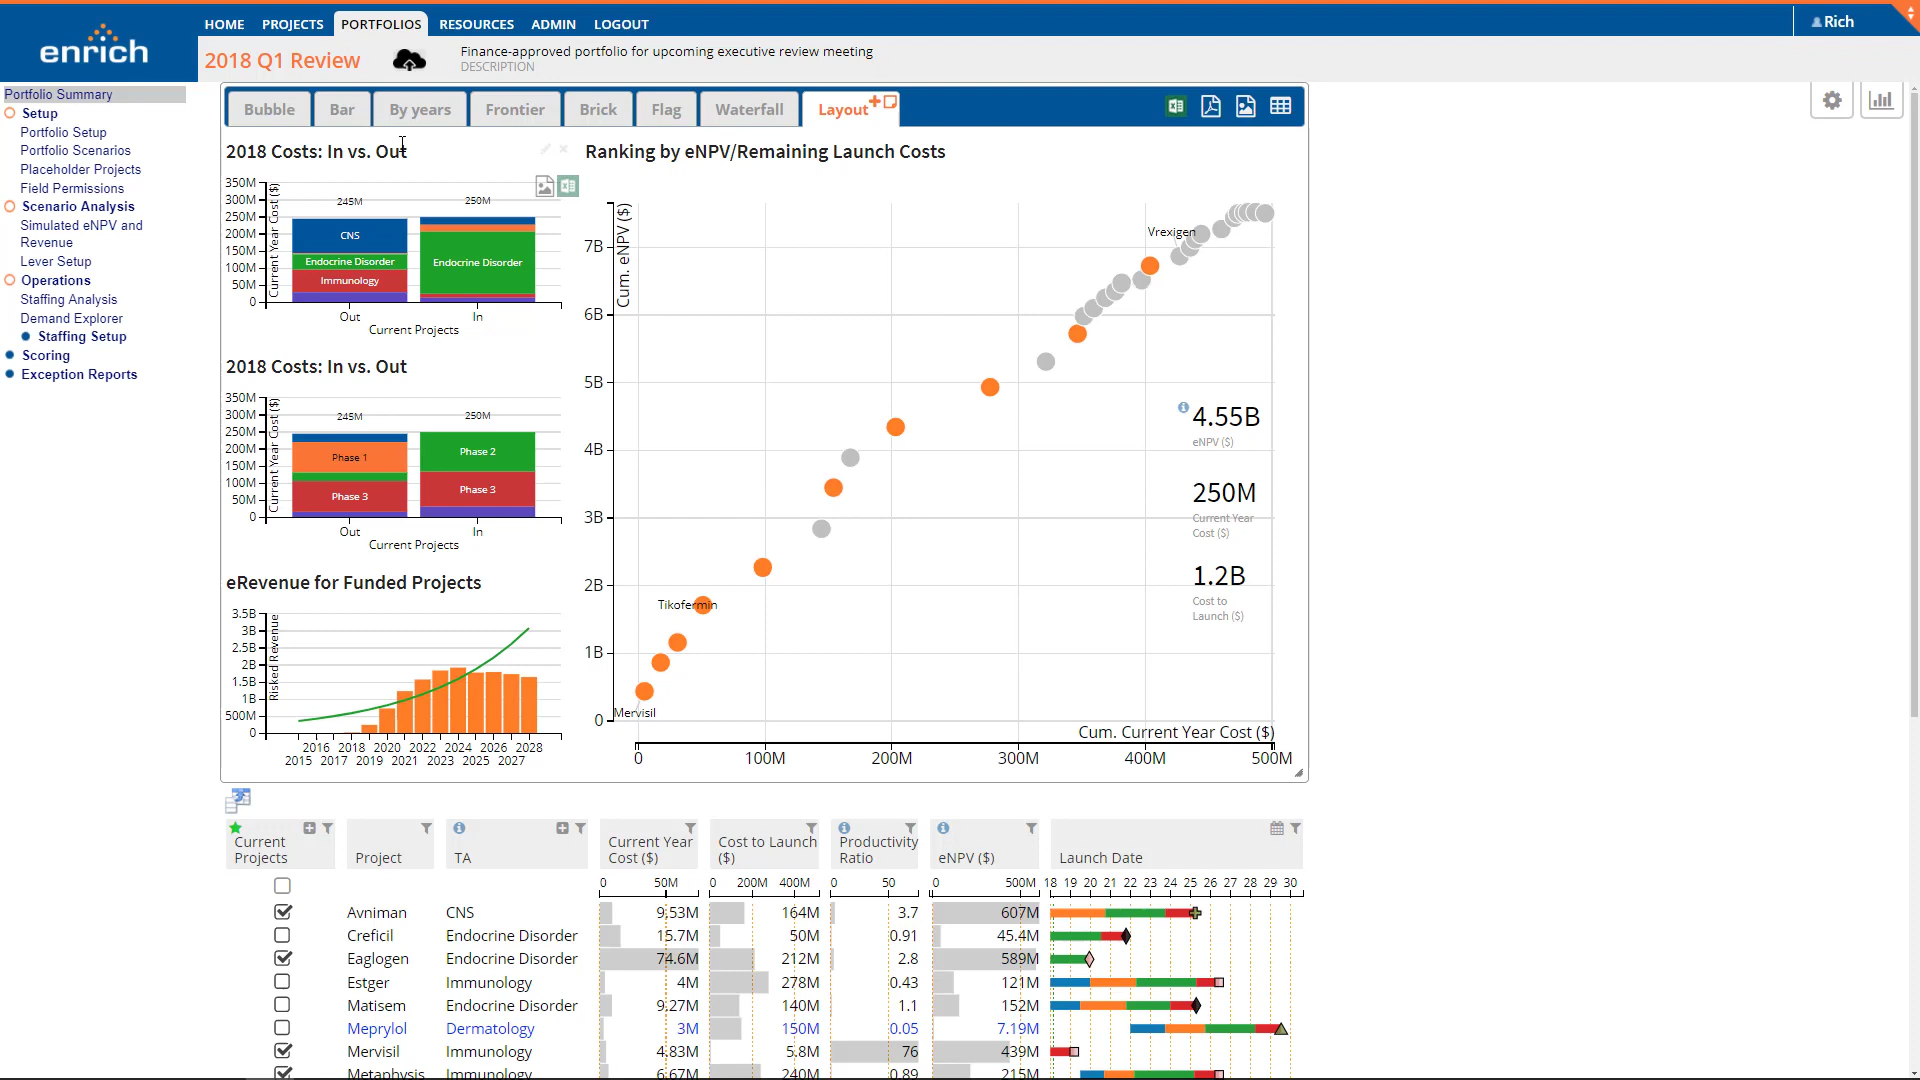 HOME PROJECTS PORTFOLIOS RESOURCES ADMIN LOGOUT
Rich
enrich
2018 Q1 Review
Finance-approved portfolio for upcoming executive review meeting
DESCRIPTION
Portfolio Summary
Setup
Portfolio Setup
Portfolio Scenarios
Placeholder Projects
Field Permissions
Scenario Analysis
Simulated eNPV and
Revenue
Lever Setup
Operations
Staffing Analysis
Demand Explorer
Staffing Setup
Scoring
Exception Reports
Bubble Bar By years Frontier Brick Flag Waterfall Layout
2018 Costs: In vs. Out
350M
300M
250M
200M
150M
100M
50M
0
Current Year Cost ($)
245M 250M
CNS
Endocrine Disorder
Immunology
Endocrine Disorder
Out In
Current Projects
2018 Costs: In vs. Out
350M
300M
250M
200M
150M
100M
50M
0
Current Year Cost ($)
245M 250M
Phase 1
Phase 3
Phase 2
Phase 3
Out In
Current Projects
eRevenue for Funded Projects
3.5B
3B
2.5B
2B
1.5B
1B
500M
0
Risked Revenue
2016 2018 2020 2022 2024 2026 2028
2015 2017 2019 2021 2023 2025 2027
Ranking by eNPV/Remaining Launch Costs
Cum. eNPV ($)
7B
6B
5B
4B
3B
2B
1B
0
Vrexigen
Tikofermin
Mervisil
4.55B
eNPV ($)
250M
Current Year
Cost ($)
1.2B
Cost to
Launch ($)
Cum. Current Year Cost ($)
0 100M 200M 300M 400M 500M
Current
Projects
Project
TA
Current Year
Cost ($)
Cost to Launch
($)
Productivity
Ratio
eNPV ($)
Launch Date
0 50M 0 200M 400M 0 50 0 500M 18 19 20 21 22 23 24 25 26 27 28 29 30
Avniman CNS 9.53M 164M 3.7 607M
Creficil Endocrine Disorder 15.7M 50M 0.91 45.4M
Eaglogen Endocrine Disorder 74.6M 212M 2.8 589M
Estger Immunology 4M 278M 0.43 121M
Matisem Endocrine Disorder 9.27M 140M 1.1 152M
Meprylol Dermatology 3M 150M 0.05 7.19M
Mervisil Immunology 4.83M 5.8M 76 439M
Metaphysis Immunology 6.67M 240M 0.89 215M